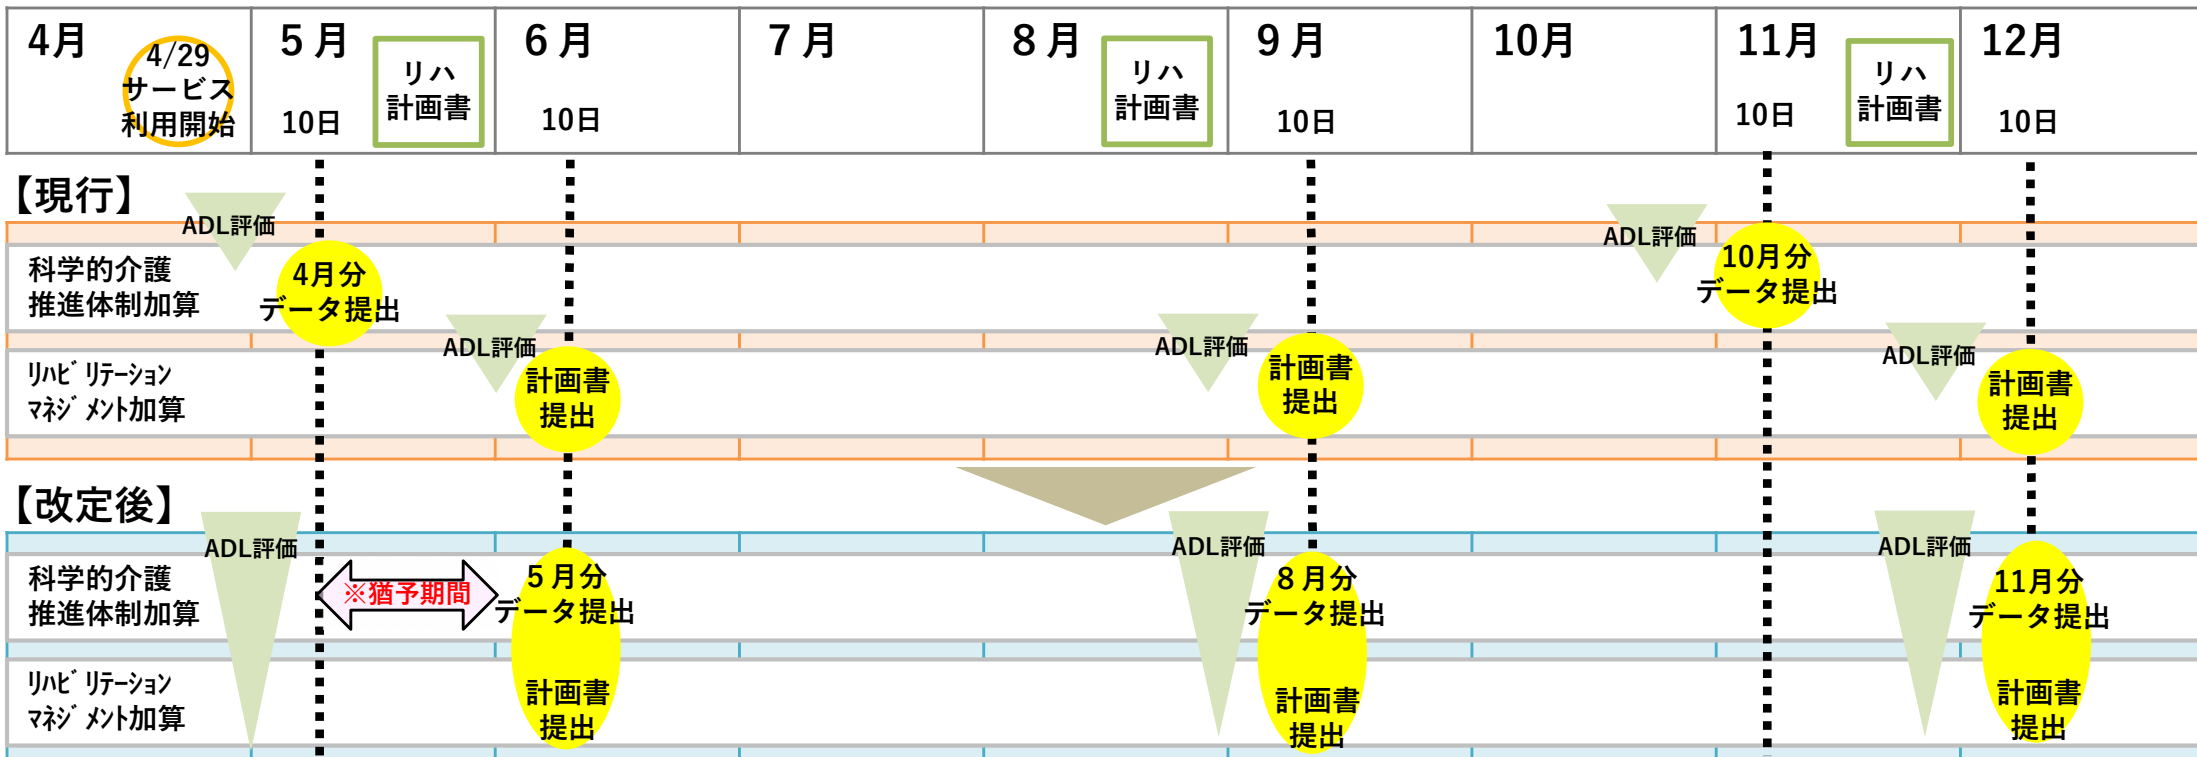 4月
4/29
サービス
利用開始
5月
10日
リハ
計画書
6月
10日
7月
8月
リハ
計画書
9月
10日
10月
11月
10日
リハ
計画書
12月
10日
【現行】
ADL評価
ADL評価
科学的介護
推進体制加算
4月分
データ提出
10月分
データ提出
ADL評価
ADL評価
ADL評価
ﾘﾊﾋﾞﾘﾃｰｼｮﾝ
ﾏﾈｼﾞﾒﾝﾄ加算
計画書
提出
計画書
提出
計画書
提出
【改定後】
ADL評価
ADL評価
ADL評価
科学的介護
推進体制加算
※猶予期間
5月分
データ提出
8月分
データ提出
11月分
データ提出
ﾘﾊﾋﾞﾘﾃｰｼｮﾝ
ﾏﾈｼﾞﾒﾝﾄ加算
計画書
提出
計画書
提出
計画書
提出